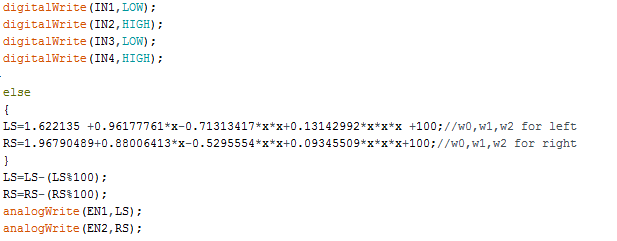 digitalWrite(IN1,LOW);
digitalWrite(IN2,HIGH);
digitalWrite(IN3,LOW);
digitalWrite(IN4,HIGH);
else
{
LS=1.622135 +0.96177761*x-0.71313417*x*x+0.13142992*x*x*x +100;//w0,w1,w2 for left
RS=1.96790489+0.88006413*x-0.5295554*x*x+0.09345509*x*x*x+100;//w0,w1,w2 for right
}
LS=LS-(LS%100);
RS=RS-(RS%100);
analogWrite(EN1,LS);
analogWrite(EN2,RS);